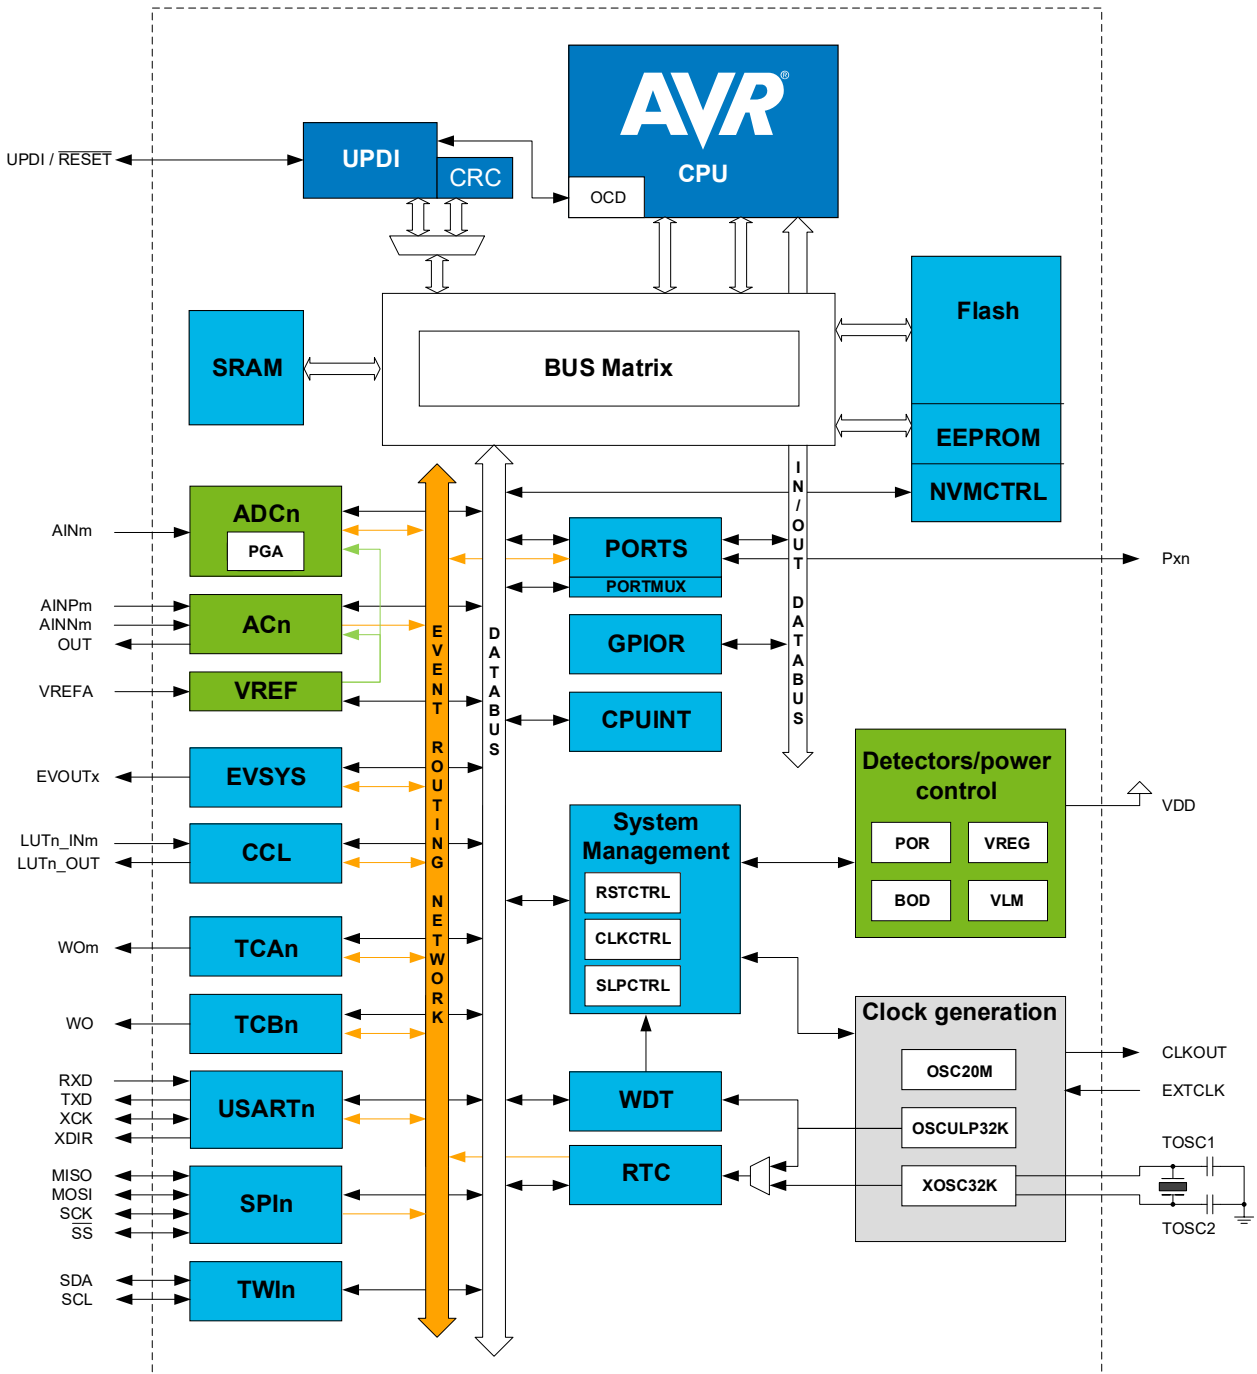 AVR®
CPU
OCD
UPDI / RESET
UPDI
CRC
SRAM
BUS Matrix
Flash
EEPROM
NVMCTRL
AINm
ADCn
PGA
AINPm
AINNm
OUT
ACn
VREFA
VREF
EVOUTx
EVSYS
LUTn_INm
LUTn_OUT
CCL
WOm
TCAn
WO
TCBn
RXD
TXD
XCK
XDIR
USARTn
MISO
MOSI
SCK
SS
SPIn
SDA
SCL
TWIn
EVENT ROUTING NETWORK
DATABUS
IN/OUT DATABUS
PORTS
PORTMUX
Pxn
GPIOR
CPUINT
System
Management
RSTCTRL
CLKCTRL
SLPCTRL
WDT
RTC
Detectors/power
control
POR
VREG
BOD
VLM
VDD
Clock generation
OSC20M
OSCULP32K
XOSC32K
CLKOUT
EXTCLK
TOSC1
TOSC2